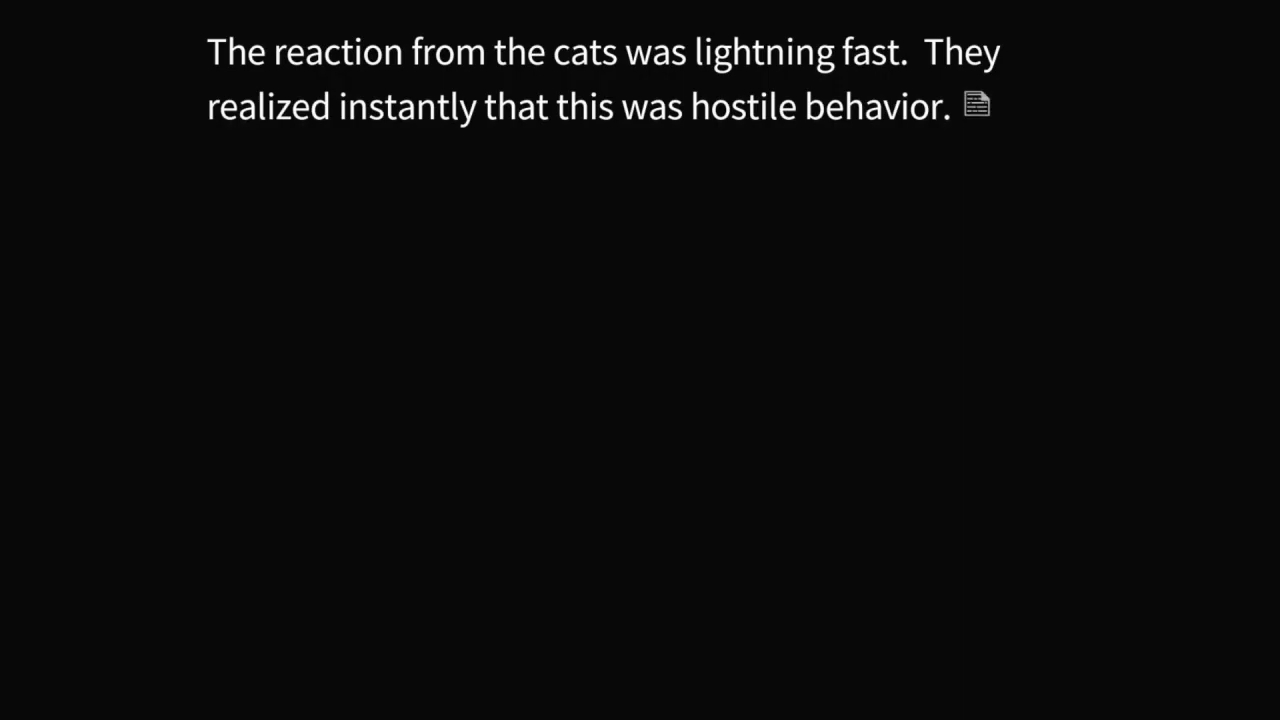 The reaction from the cats was lightning fast.  They
realized instantly that this was hostile behavior.